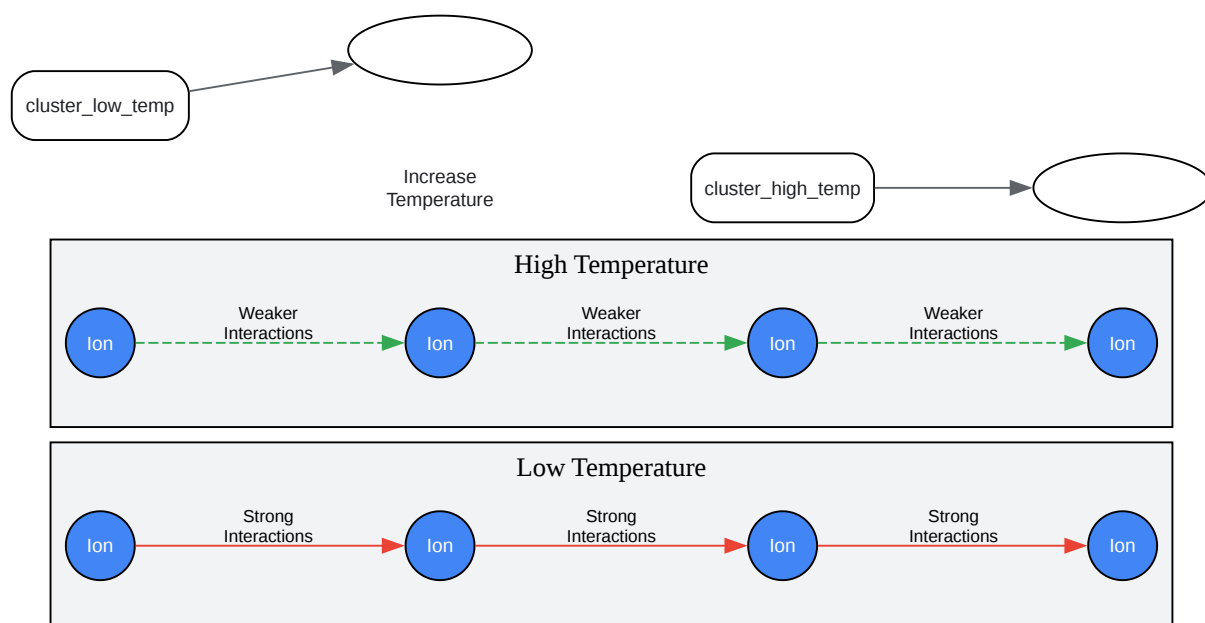 cluster_low_temp
Increase
Temperature
cluster_high_temp
High Temperature
Weaker
Interactions
Weaker
Interactions
Weaker
Interactions
Ion
Ion
Ion
Ion
Low Temperature
Strong
Interactions
Strong
Interactions
Strong
Interactions
Ion
Ion
Ion
Ion